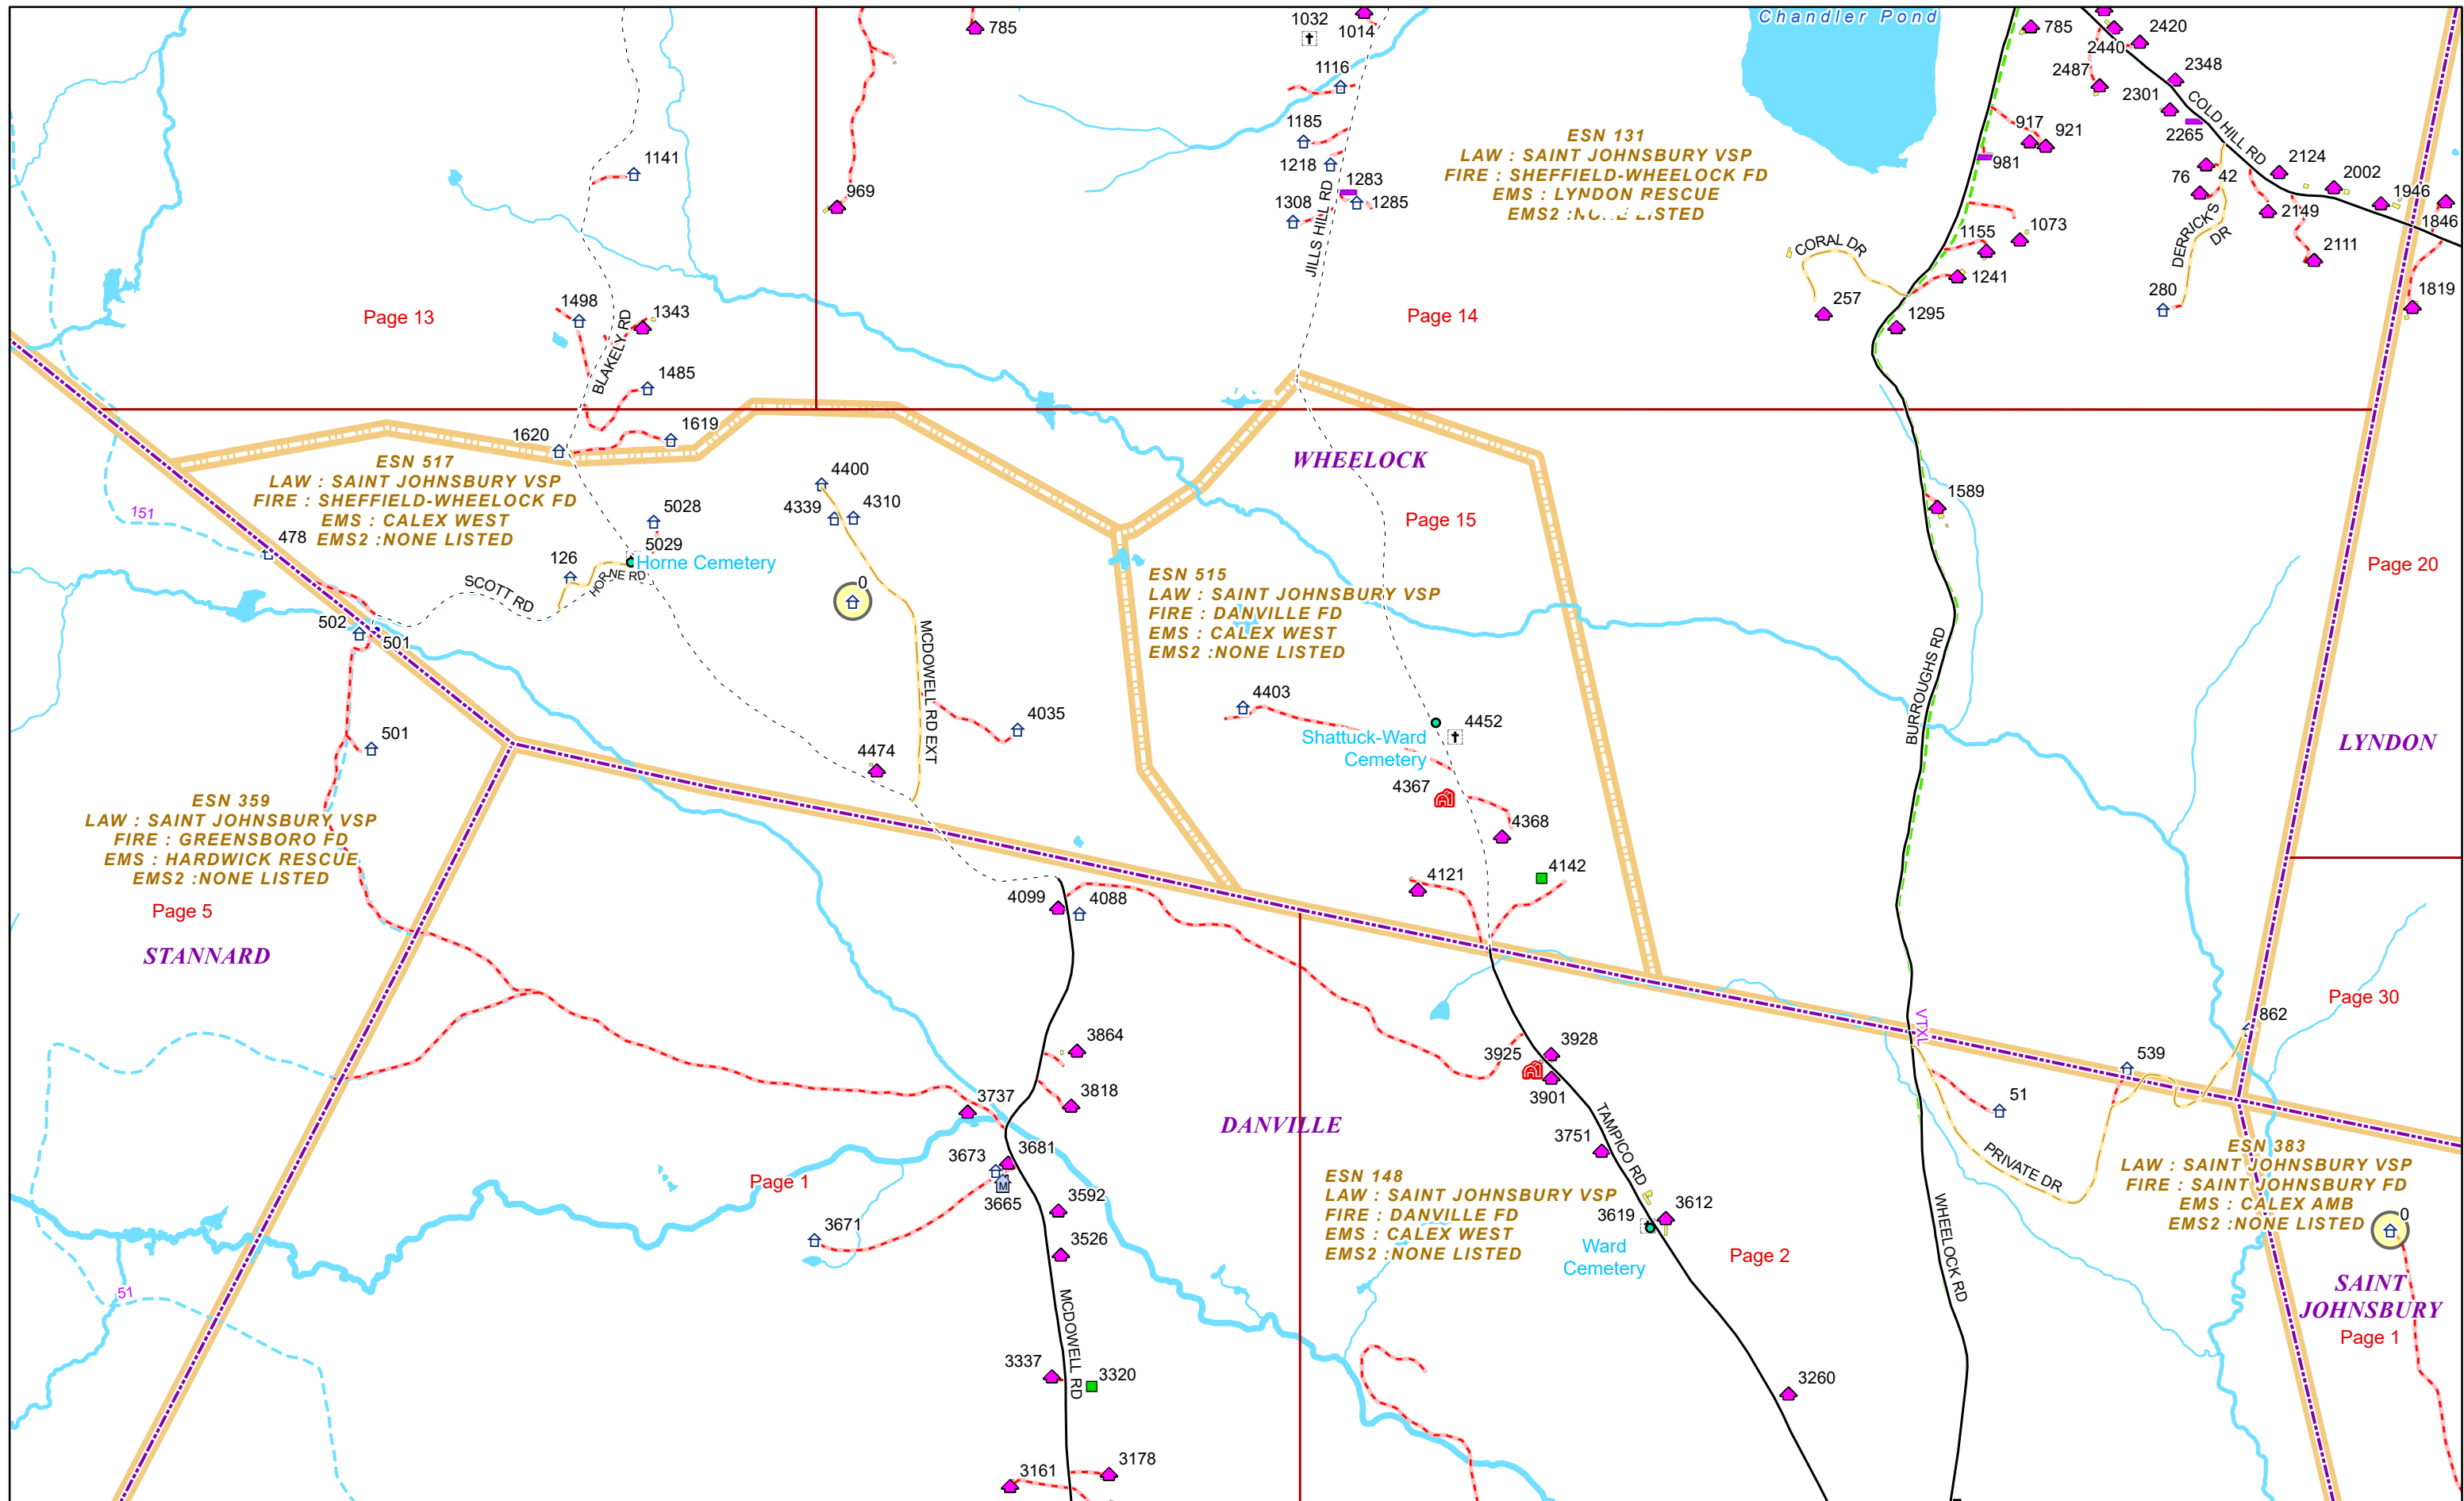 Chandler Pond
785
1032
1014
785
2420
2440
2348
2487
2301
2265
COLD HILL RD
1116
1185
1218
1283
1285
1308
JILLS HILL RD
1141
969
ESN 131
LAW : SAINT JOHNSBURY VSP
FIRE : SHEFFIELD-WHEELOCK FD
EMS : LYNDON RESCUE
EMS2 :NONE LISTED
917
921
981
1073
1155
1241
1295
CORAL DR
257
76
42
2124
2002
1946
1846
2149
2111
1819
DERRICKS DR
280
Page 13
1498
1343
BLAKELY RD
1485
Page 14
1620
1619
ESN 517
LAW : SAINT JOHNSBURY VSP
FIRE : SHEFFIELD-WHEELOCK FD
EMS : CALEX WEST
EMS2 :NONE LISTED
151
478
4400
4339
4310
5028
5029
Horne Cemetery
126
HORNE RD
SCOTT RD
0
502
501
501
WHEELOCK
Page 15
1589
Page 20
ESN 515
LAW : SAINT JOHNSBURY VSP
FIRE : DANVILLE FD
EMS : CALEX WEST
EMS2 :NONE LISTED
MCDOWELL RD EXT
4035
4474
4403
4452
Shattuck-Ward
Cemetery
4367
4368
4121
4142
BURROUGHS RD
LYNDON
ESN 359
LAW : SAINT JOHNSBURY VSP
FIRE : GREENSBORO FD
EMS : HARDWICK RESCUE
EMS2 :NONE LISTED
Page 5
STANNARD
4099
4088
3864
3818
3737
3681
3673
M
3665
3671
3592
3526
Page 1
DANVILLE
3925
3928
3901
3751
TAMPICO RD
3619
3612
Ward
Cemetery
Page 2
ESN 148
LAW : SAINT JOHNSBURY VSP
FIRE : DANVILLE FD
EMS : CALEX WEST
EMS2 :NONE LISTED
VTXL
51
539
862
Page 30
PRIVATE DR
WHEELOCK RD
ESN 383
LAW : SAINT JOHNSBURY VSP
FIRE : SAINT JOHNSBURY FD
EMS : CALEX AMB
EMS2 :NONE LISTED
0
SAINT
JOHNSBURY
Page 1
51
MCDOWELL RD
3337
3320
3260
3161
3178